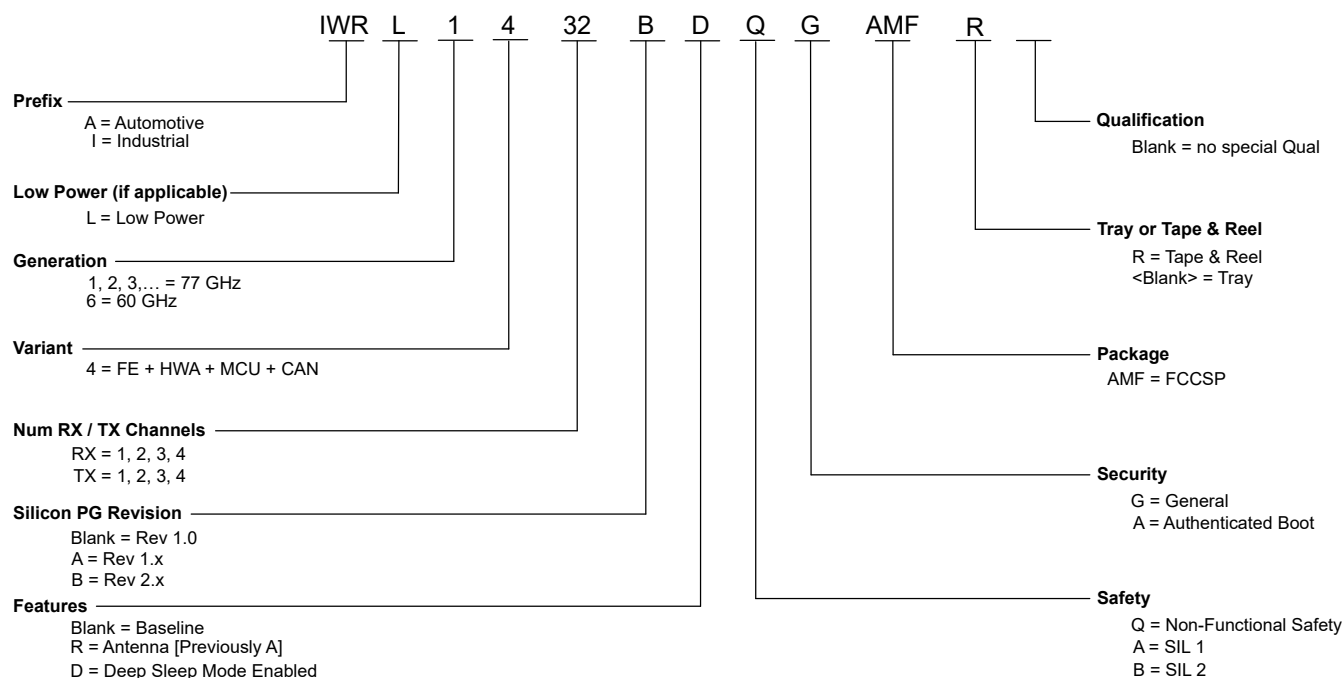 IWR L 1 4 32 B D Q G AMF R
Prefix
A = Automotive
I = Industrial
Low Power (if applicable)
L = Low Power
Generation
1, 2, 3,… = 77 GHz
6 = 60 GHz
Variant
4 = FE + HWA + MCU + CAN
Num RX / TX Channels
RX = 1, 2, 3, 4
TX = 1, 2, 3, 4
Silicon PG Revision
Blank = Rev 1.0
A = Rev 1.x
B = Rev 2.x
Features
Blank = Baseline
R = Antenna [Previously A]
D = Deep Sleep Mode Enabled
Qualification
Blank = no special Qual
Tray or Tape & Reel
R = Tape & Reel
<Blank> = Tray
Package
AMF = FCCSP
Security
G = General
A = Authenticated Boot
Safety
Q = Non-Functional Safety
A = SIL 1
B = SIL 2